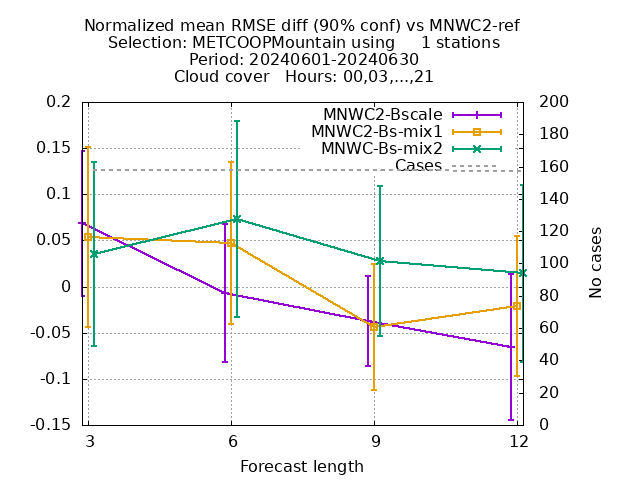 Normalized mean RMSE diff (90% conf) vs MNWC2-ref
Selection: METCOOPMountain using     1 stations
Period: 20240601-20240630
Cloud cover   Hours: 00,03,...,21
MNWC2-Bscale
MNWC2-Bs-mix1
MNWC-Bs-mix2
Cases
0.2
0.15
0.1
0.05
0
-0.05
-0.1
-0.15
200
180
160
140
120
100
80
60
40
20
0
No cases
3 6 9 12
Forecast length